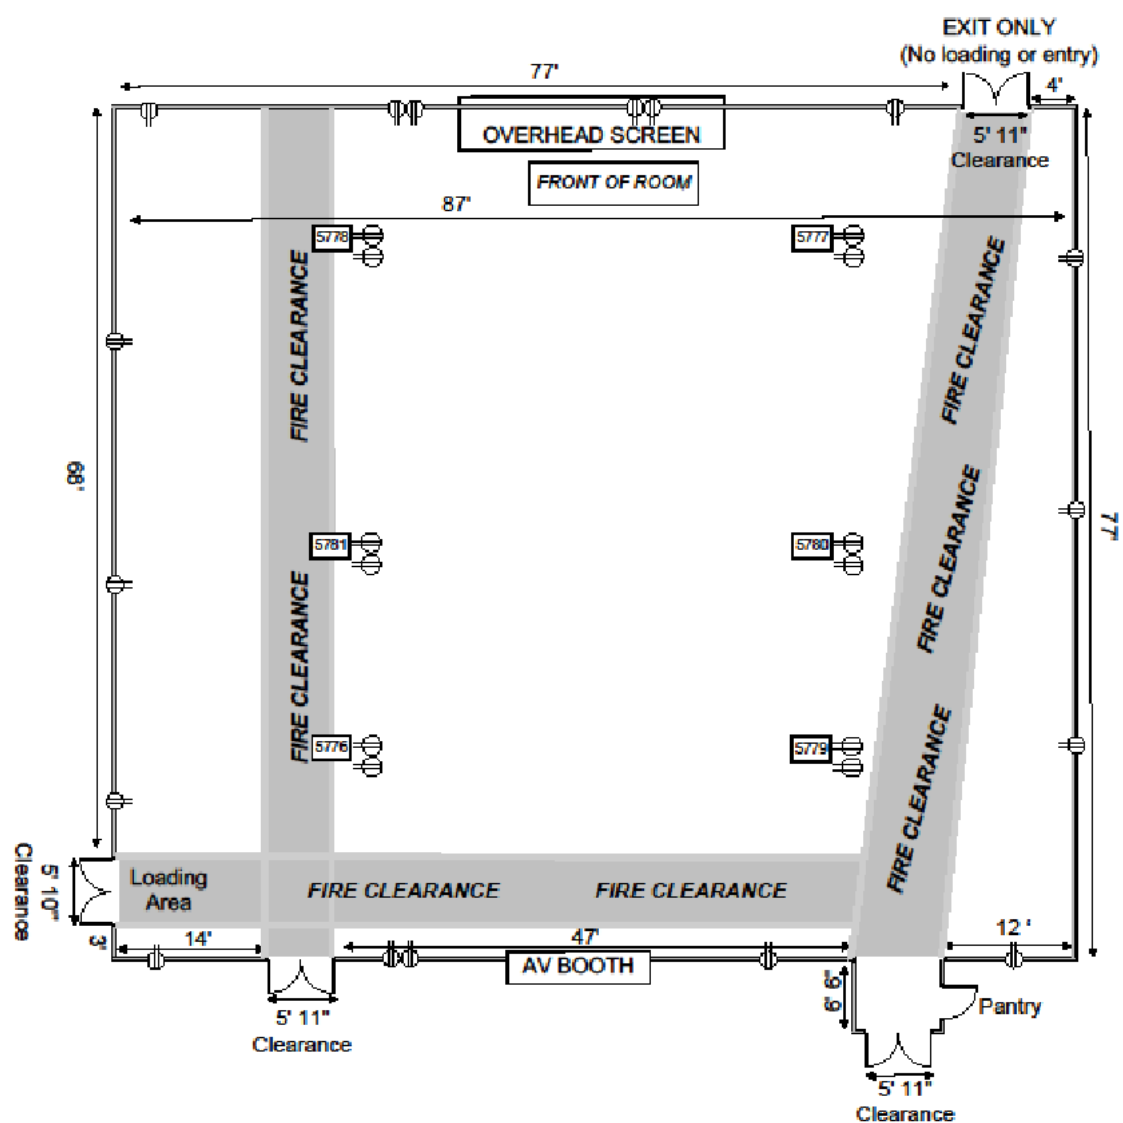 EXIT ONLY
(No loading or entry)
77'
4'
OVERHEAD SCREEN
5' 11"
Clearance
FRONT OF ROOM
87'
5778
5777
FIRE CLEARANCE
FIRE CLEARANCE
68'
77'
5781
5780
FIRE CLEARANCE
FIRE CLEARANCE
5776
5779
FIRE CLEARANCE
Clearance
5' 10"
Loading
Area
FIRE CLEARANCE
FIRE CLEARANCE
3'
14'
47'
12 '
AV BOOTH
6' 6"
Pantry
5' 11"
Clearance
5' 11"
Clearance